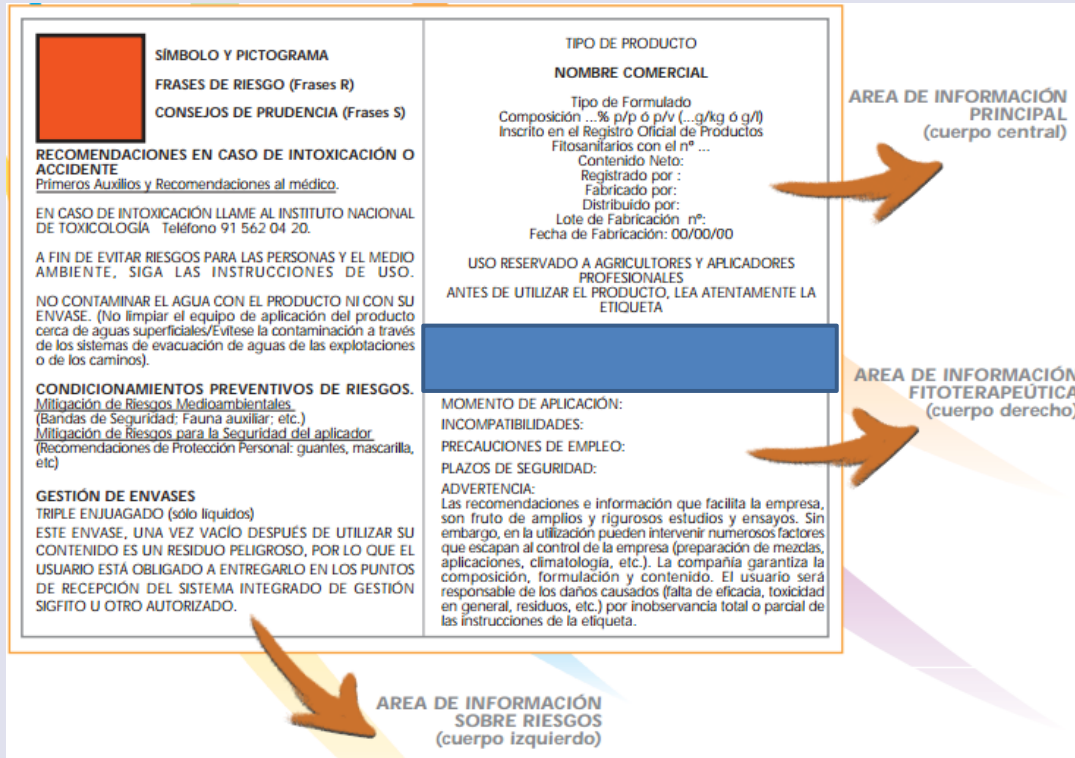 SÍMBOLO Y PICTOGRAMA
FRASES DE RIESGO (Frases R)
CONSEJOS DE PRUDENCIA (Frases S)
RECOMENDACIONES EN CASO DE INTOXICACIÓN O
ACCIDENTE
Primeros Auxilios y Recomendaciones al médico.
EN CASO DE INTOXICACIÓN LLAME AL INSTITUTO NACIONAL
DE TOXICOLOGÍA Teléfono 91 562 04 20.
A FIN DE EVITAR RIESGOS PARA LAS PERSONAS Y EL MEDIO
AMBIENTE, SIGA LAS INSTRUCCIONES DE USO.
NO CONTAMINAR EL AGUA CON EL PRODUCTO NI CON SU
ENVASE. (No limpiar el equipo de aplicación del producto
cerca de aguas superficiales/Evítese la contaminación a través
de los sistemas de evacuación de aguas de las explotaciones
o de los caminos).
CONDICIONAMIENTOS PREVENTIVOS DE RIESGOS.
Mitigación de Riesgos Medioambientales
(Bandas de Seguridad; Fauna auxiliar; etc.)
Mitigación de Riesgos para la Seguridad del aplicador
(Recomendaciones de Protección Personal: guantes, mascarilla,
etc)
GESTIÓN DE ENVASES
TRIPLE ENJUAGADO (sólo líquidos)
ESTE ENVASE, UNA VEZ VACÍO DESPUÉS DE UTILIZAR SU
CONTENIDO ES UN RESIDUO PELIGROSO, POR LO QUE EL
USUARIO ESTÁ OBLIGADO A ENTREGARLO EN LOS PUNTOS
DE RECEPCIÓN DEL SISTEMA INTEGRADO DE GESTIÓN
SIGFITO U OTRO AUTORIZADO.
TIPO DE PRODUCTO
NOMBRE COMERCIAL
Tipo de Formulado
Composición ...% p/p ó p/v (...g/kg ó g/l)
Inscrito en el Registro Oficial de Productos
Fitosanitarios con el nº ...
Contenido Neto:
Registrado por :
Fabricado por:
Distribuido por:
Lote de Fabricación nº:
Fecha de Fabricación: 00/00/00
USO RESERVADO A AGRICULTORES Y APLICADORES
PROFESIONALES
ANTES DE UTILIZAR EL PRODUCTO, LEA ATENTAMENTE LA
ETIQUETA
MOMENTO DE APLICACIÓN:
INCOMPATIBILIDADES:
PRECAUCIONES DE EMPLEO:
PLAZOS DE SEGURIDAD:
ADVERTENCIA:
Las recomendaciones e información que facilita la empresa,
son fruto de amplios y rigurosos estudios y ensayos. Sin
embargo, en la utilización pueden intervenir numerosos factores
que escapan al control de la empresa (preparación de mezclas,
aplicaciones, climatología, etc.). La compañía garantiza la
composición, formulación y contenido. El usuario será
responsable de los daños causados (falta de eficacia, toxicidad
en general, residuos, etc.) por inobservancia total o parcial de
las instrucciones de la etiqueta.
AREA DE INFORMACIÓN
PRINCIPAL
(cuerpo central)
AREA DE INFORMACIÓN
FITOTERAPEÚTICA
(cuerpo derecho)
AREA DE INFORMACIÓN
SOBRE RIESGOS
(cuerpo izquierdo)